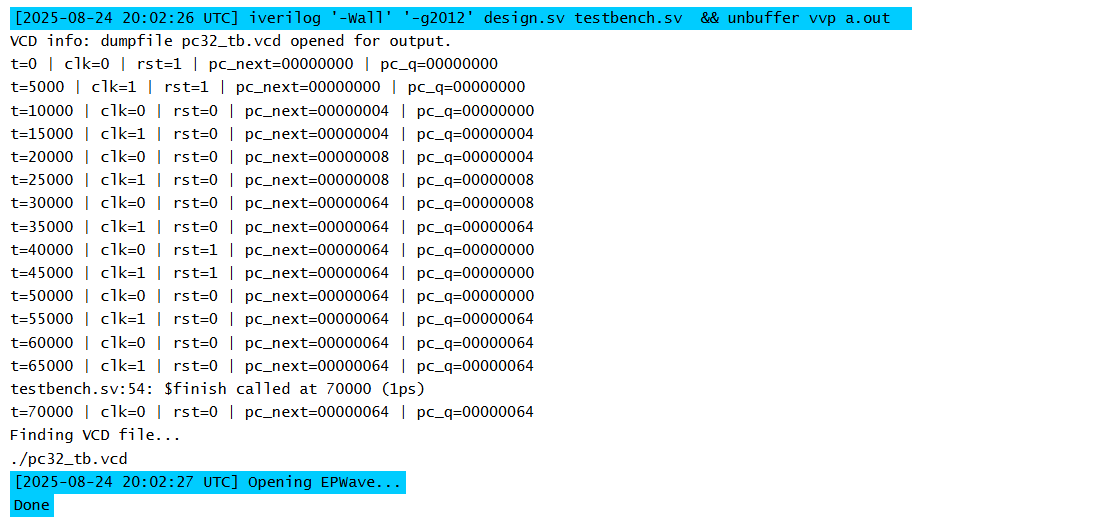 [2025-08-24 20:02:26 UTC] iverilog '-Wall' '-g2012' design.sv testbench.sv  && unbuffer vvp a.out
VCD info: dumpfile pc32_tb.vcd opened for output.
t=0 | clk=0 | rst=1 | pc_next=00000000 | pc_q=00000000
t=5000 | clk=1 | rst=1 | pc_next=00000000 | pc_q=00000000
t=10000 | clk=0 | rst=0 | pc_next=00000004 | pc_q=00000000
t=15000 | clk=1 | rst=0 | pc_next=00000004 | pc_q=00000004
t=20000 | clk=0 | rst=0 | pc_next=00000008 | pc_q=00000004
t=25000 | clk=1 | rst=0 | pc_next=00000008 | pc_q=00000008
t=30000 | clk=0 | rst=0 | pc_next=00000064 | pc_q=00000008
t=35000 | clk=1 | rst=0 | pc_next=00000064 | pc_q=00000064
t=40000 | clk=0 | rst=1 | pc_next=00000064 | pc_q=00000000
t=45000 | clk=1 | rst=1 | pc_next=00000064 | pc_q=00000000
t=50000 | clk=0 | rst=0 | pc_next=00000064 | pc_q=00000000
t=55000 | clk=1 | rst=0 | pc_next=00000064 | pc_q=00000064
t=60000 | clk=0 | rst=0 | pc_next=00000064 | pc_q=00000064
t=65000 | clk=1 | rst=0 | pc_next=00000064 | pc_q=00000064
testbench.sv:54: $finish called at 70000 (1ps)
t=70000 | clk=0 | rst=0 | pc_next=00000064 | pc_q=00000064
Finding VCD file...
./pc32_tb.vcd
[2025-08-24 20:02:27 UTC] Opening EPWave...
Done